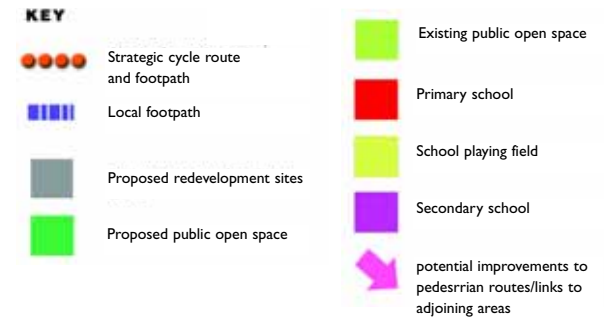 KEY
Strategic cycle route
and footpath
Local footpath
Proposed redevelopment sites
Proposed public open space
Existing public open space
Primary school
School playing field
Secondary school
potential improvements to
pedesrrian routes/links to
adjoining areas